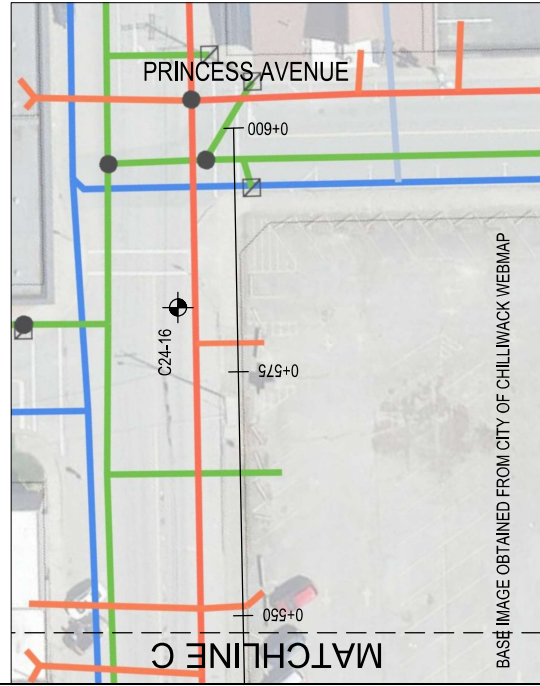 PRINCESS AVENUE
0+600
C24-16
0+575
0+550
MATCHLINE C
BASE IMAGE OBTAINED FROM CITY OF CHILLIWACK WEBMAP